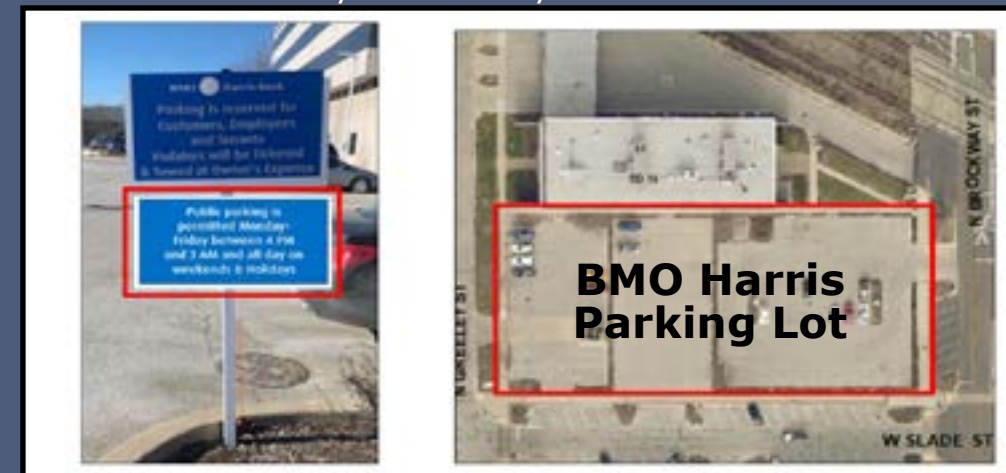 BMO Harris Bank
Parking is reserved for
Customers, Employees
and Tenants
Violators will be Ticketed
& Towed at Owner's Expense
Public parking is
permitted Monday-
Friday between 4 PM
and 3 AM and all day on
weekends & Holidays
BMO Harris
Parking Lot
N GREELEY ST
N BROCKWAY ST
W SLADE ST